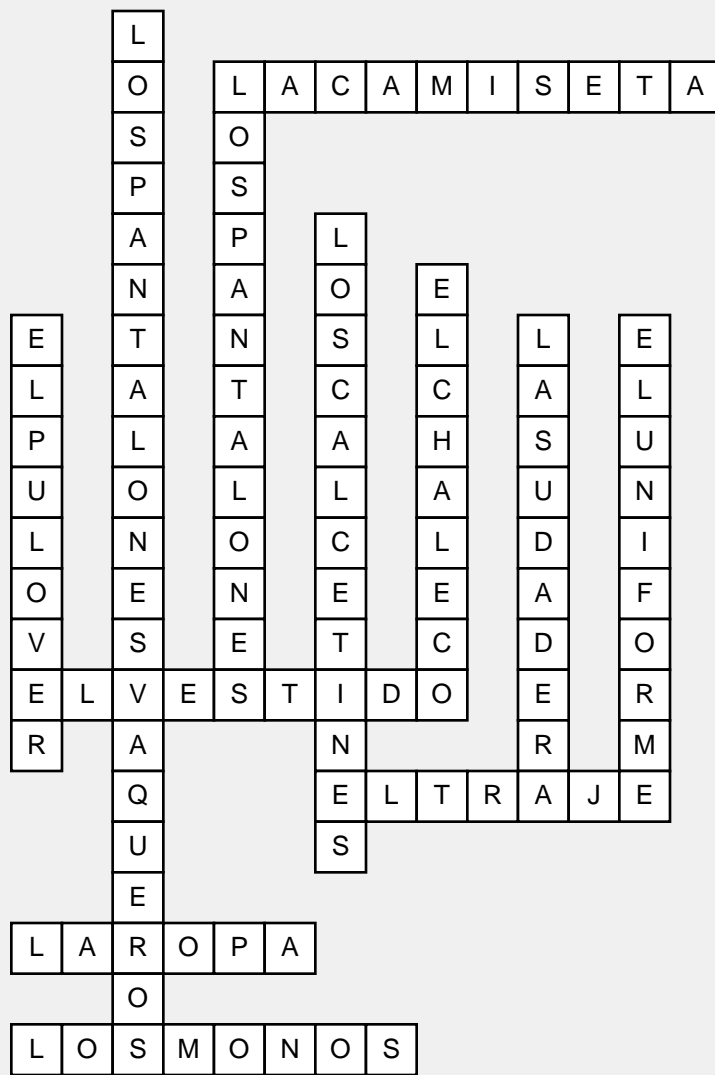 LOSPANTALONESVAQUEROS
LACAMISETA
LOSPANTALONES
LOSCALCETINES
ELCHALECO
ELPULOVER
LASUDADERA
ELUNIFORME
ELVESTIDO
ELTRAJE
LAROPA
LOSMONOS